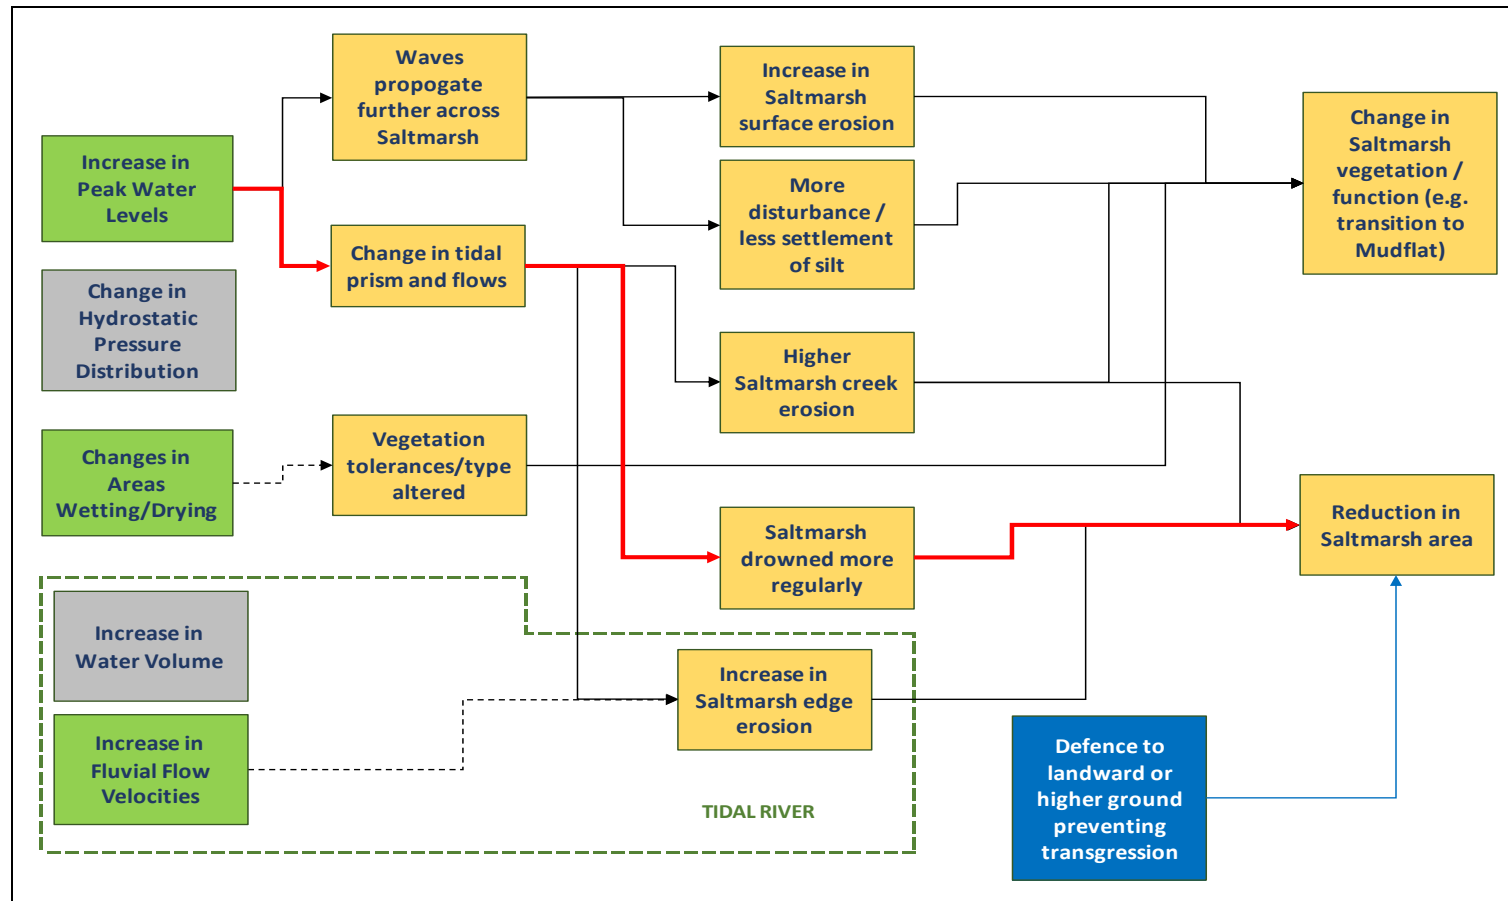 Waves
propogate
further across
Saltmarsh
Increase in
Saltmarsh
surface erosion
Change in
Saltmarsh
vegetation /
function (e.g.
transition to
Mudflat)
Increase in
Peak Water
Levels
More
disturbance /
less settlement
of silt
Change in tidal
prism and flows
Change in
Hydrostatic
Pressure
Distribution
Higher
Saltmarsh creek
erosion
Changes in
Areas
Wetting/Drying
Vegetation
tolerances/type
altered
Saltmarsh
drowned more
regularly
Reduction in
Saltmarsh area
Increase in
Water Volume
Increase in
Saltmarsh edge
erosion
Increase in
Fluvial Flow
Velocities
TIDAL RIVER
Defence to
landward or
higher ground
preventing
transgression